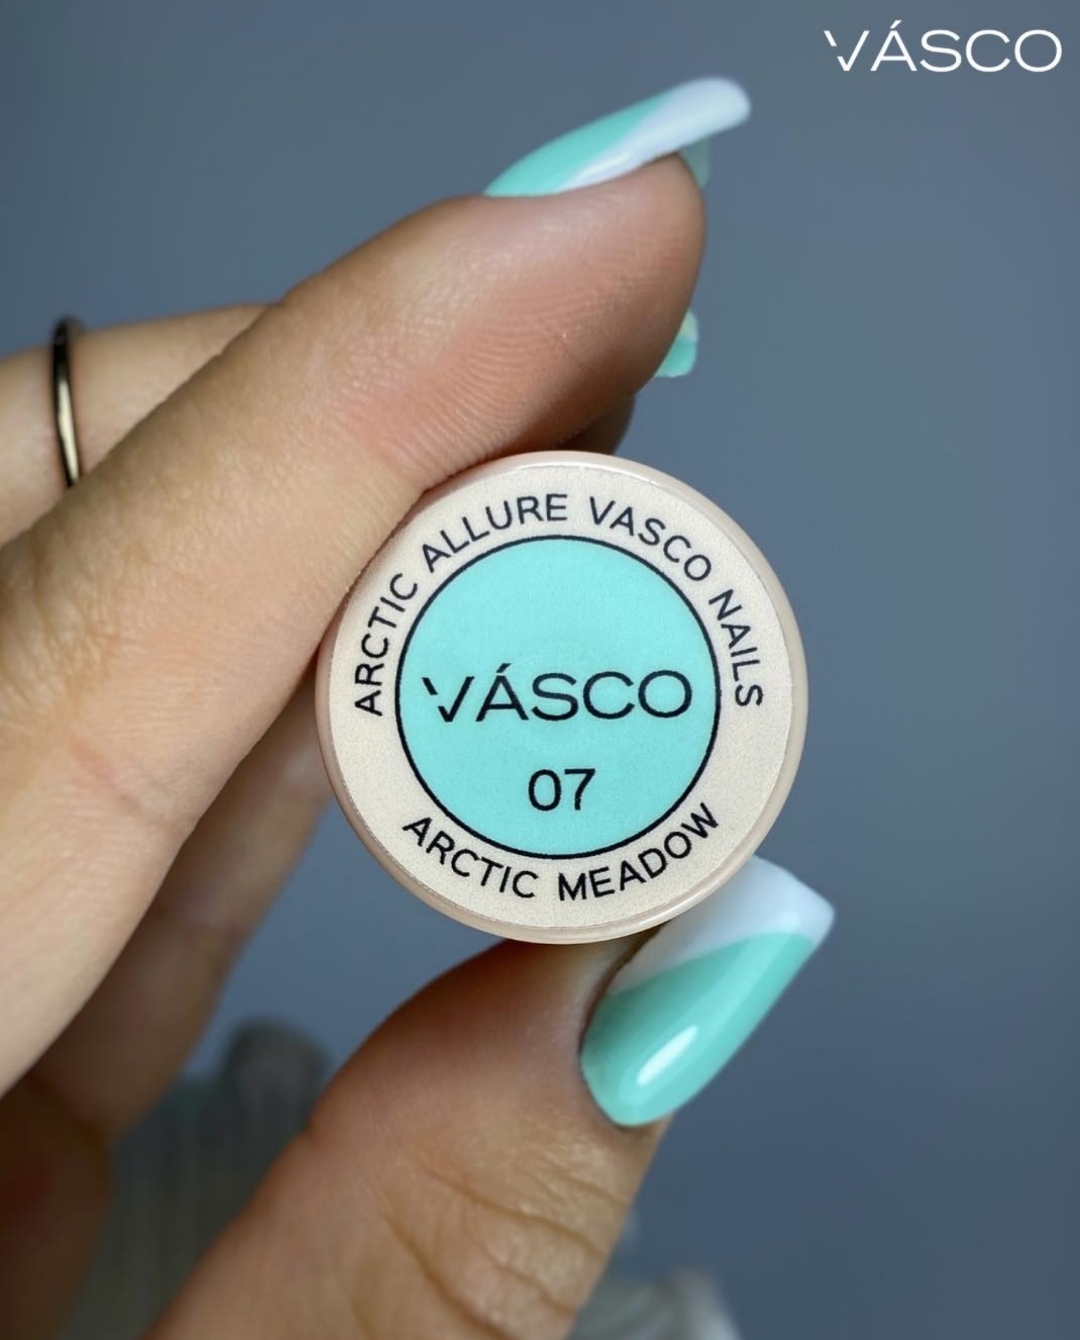 VÁSCO
ARCTIC ALLURE VASCO NAILS
VÁSCO
07
ARCTIC MEADOW